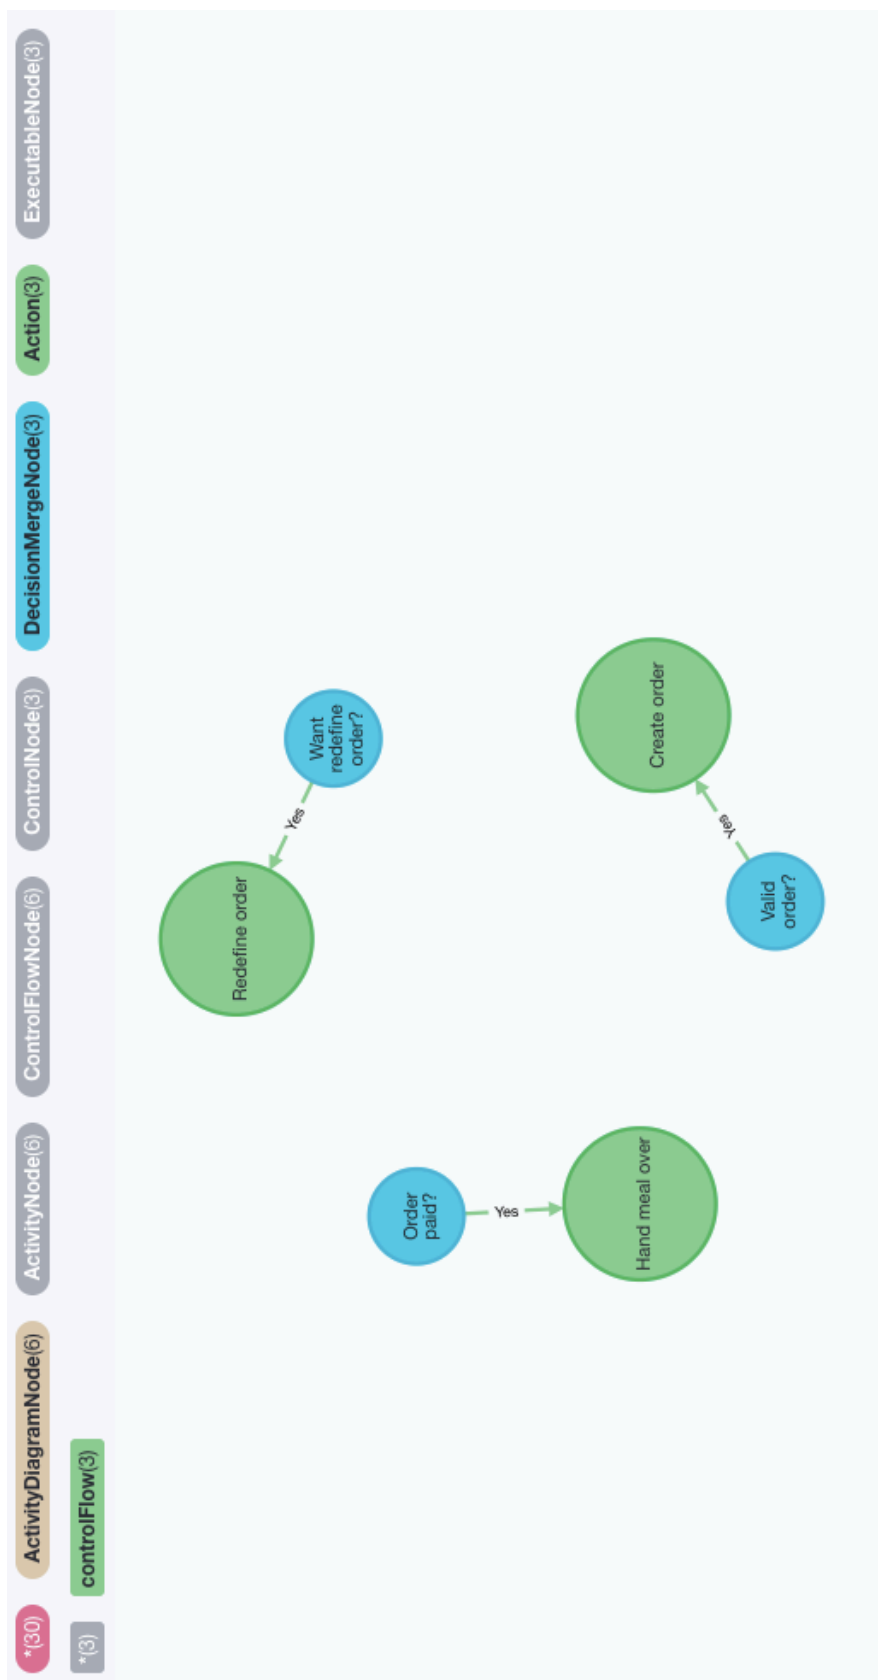 *(30) ActivityDiagramNode(6) ActivityNode(6) ControlFlowNode(6) ControlNode(3) DecisionMergeNode(3) Action(3) ExecutableNode(3)
*(3) controlFlow(3)
Redefine order
Yes
Want
redefine
order?
Order
paid?
Yes
Hand meal over
Create order
Yes
Valid
order?